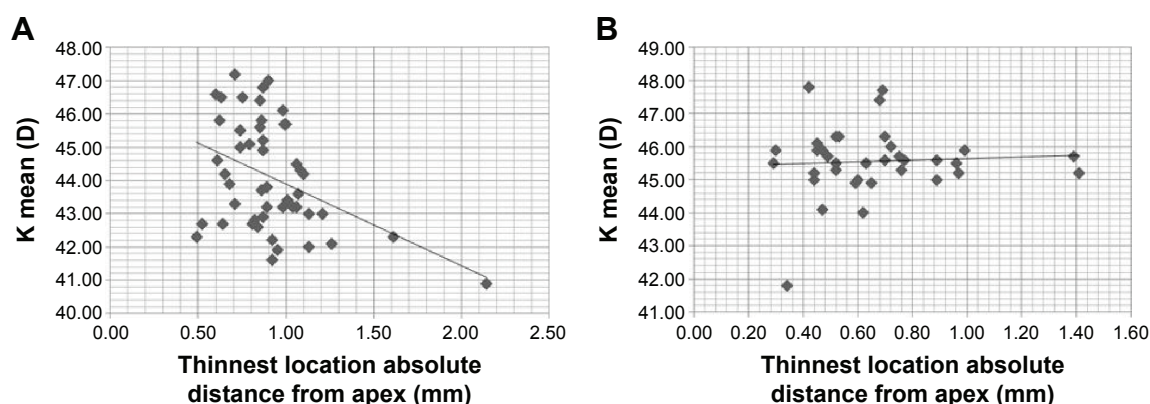 A
48.00
47.00
46.00
45.00
44.00
43.00
42.00
41.00
40.00
K mean (D)
0.00 0.50 1.00 1.50 2.00 2.50
Thinnest location absolute
distance from apex (mm)
B
49.00
48.00
47.00
46.00
45.00
44.00
43.00
42.00
41.00
K mean (D)
0.00 0.20 0.40 0.60 0.80 1.00 1.20 1.40 1.60
Thinnest location absolute
distance from apex (mm)